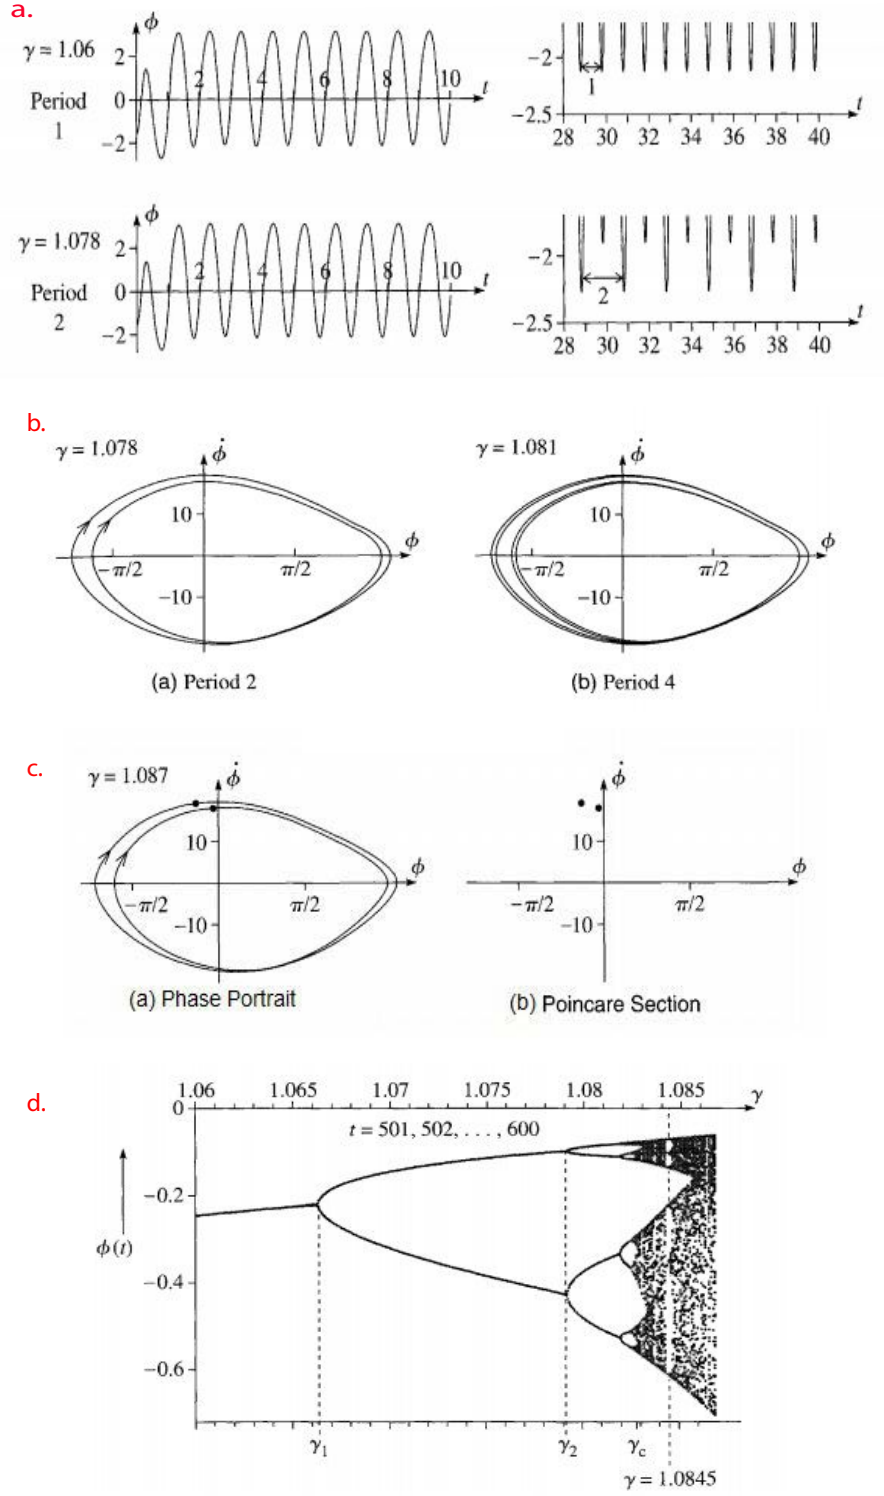 a.
γ = 1.06
Period
1
ϕ
2
0
−2
2 4 6 8 10 t
−2
−2.5
1
28 30 32 34 36 38 40
t
γ = 1.078
Period
2
ϕ
2
0
−2
2 4 6 8 10 t
−2
−2.5
2
28 30 32 34 36 38 40
t
b.
γ = 1.078
ϕ̇
10
ϕ
−π/2 π/2
−10
(a) Period 2
γ = 1.081
ϕ̇
10
ϕ
−π/2 π/2
−10
(b) Period 4
c.
γ = 1.087
ϕ̇
10
ϕ
−π/2 π/2
−10
(a) Phase Portrait
ϕ̇
10
ϕ
−π/2 π/2
−10
(b) Poincare Section
d.
1.06 1.065 1.07 1.075 1.08 1.085 γ
0
t = 501, 502, . . . , 600
−0.2
ϕ(t)
−0.4
−0.6
γ₁ γ₂ γc
γ = 1.0845